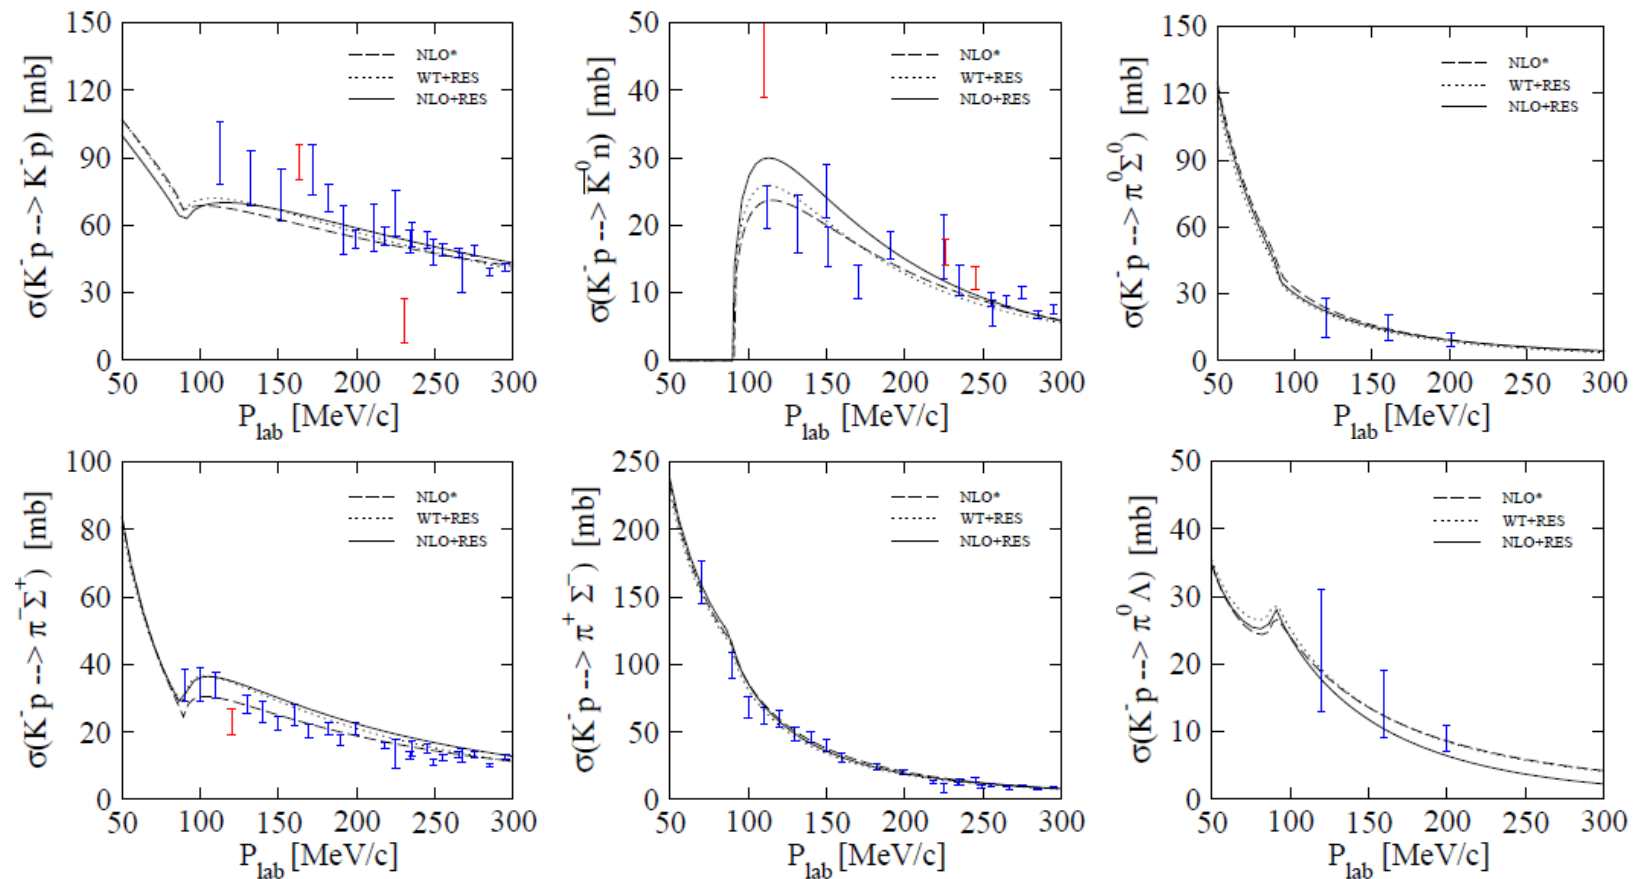 σ(K⁻p --> K⁻p) [mb]
150
120
90
60
30
0
NLO*
WT+RES
NLO+RES
50 100 150 200 250 300
P_lab [MeV/c]
σ(K⁻p --> K̅⁰n) [mb]
50
40
30
20
10
0
NLO*
WT+RES
NLO+RES
50 100 150 200 250 300
P_lab [MeV/c]
σ(K⁻p --> π⁰Σ⁰) [mb]
150
120
90
60
30
0
NLO*
WT+RES
NLO+RES
50 100 150 200 250 300
P_lab [MeV/c]
σ(K⁻p --> π⁻Σ⁺) [mb]
100
80
60
40
20
0
NLO*
WT+RES
NLO+RES
50 100 150 200 250 300
P_lab [MeV/c]
σ(K⁻p --> π⁺ Σ⁻) [mb]
250
200
150
100
50
0
NLO*
WT+RES
NLO+RES
50 100 150 200 250 300
P_lab [MeV/c]
σ(K⁻p --> π⁰ Λ) [mb]
50
40
30
20
10
0
NLO*
WT+RES
NLO+RES
50 100 150 200 250 300
P_lab [MeV/c]